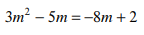 3m² – 5m = –8m + 2